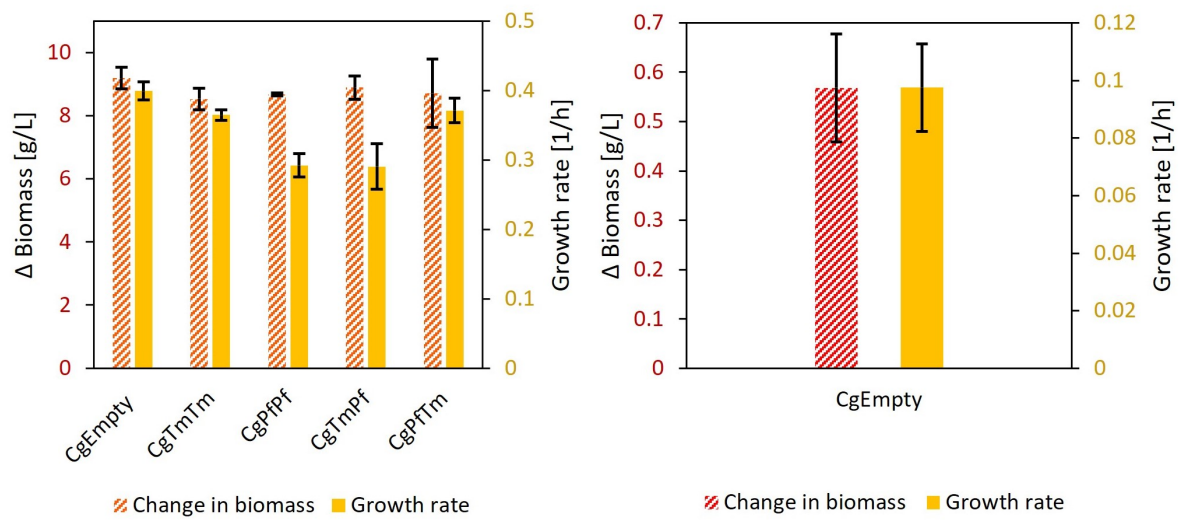 Δ Biomass [g/L]
10
8
6
4
2
0
0.5
0.4
0.3
0.2
0.1
0
Growth rate [1/h]
CgEmpty
CgTmTm
CgPfPf
CgTmPf
CgPfTm
Change in biomass
Growth rate
Δ Biomass [g/L]
0.7
0.6
0.5
0.4
0.3
0.2
0.1
0
0.12
0.1
0.08
0.06
0.04
0.02
0
Growth rate [1/h]
CgEmpty
Change in biomass
Growth rate